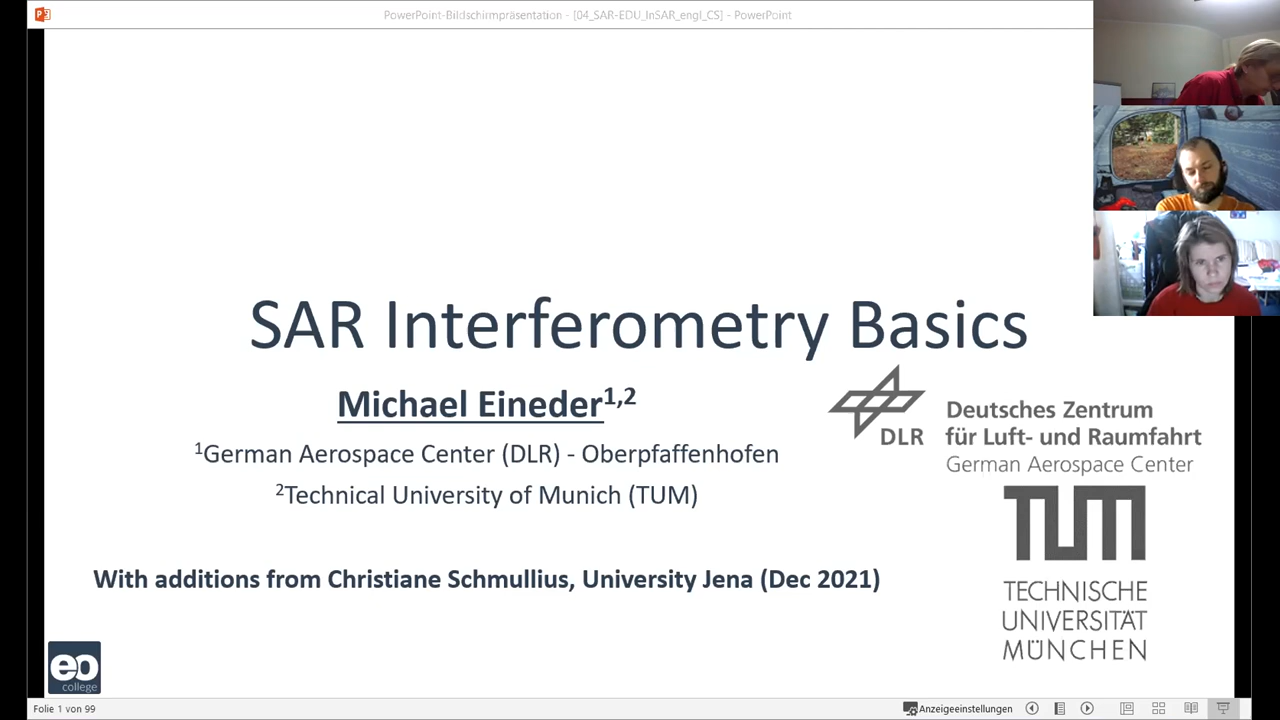 PowerPoint-Bildschirmpräsentation - [04_SAR-EDU_InSAR_engl_CS] - PowerPoint
SAR Interferometry Basics
Michael Eineder1,2
1German Aerospace Center (DLR) - Oberpfaffenhofen
2Technical University of Munich (TUM)
With additions from Christiane Schmullius, University Jena (Dec 2021)
DLR
Deutsches Zentrum
für Luft- und Raumfahrt
German Aerospace Center
TUM
TECHNISCHE
UNIVERSITÄT
MÜNCHEN
eo
college
Folie 1 von 99
Anzeigeeinstellungen